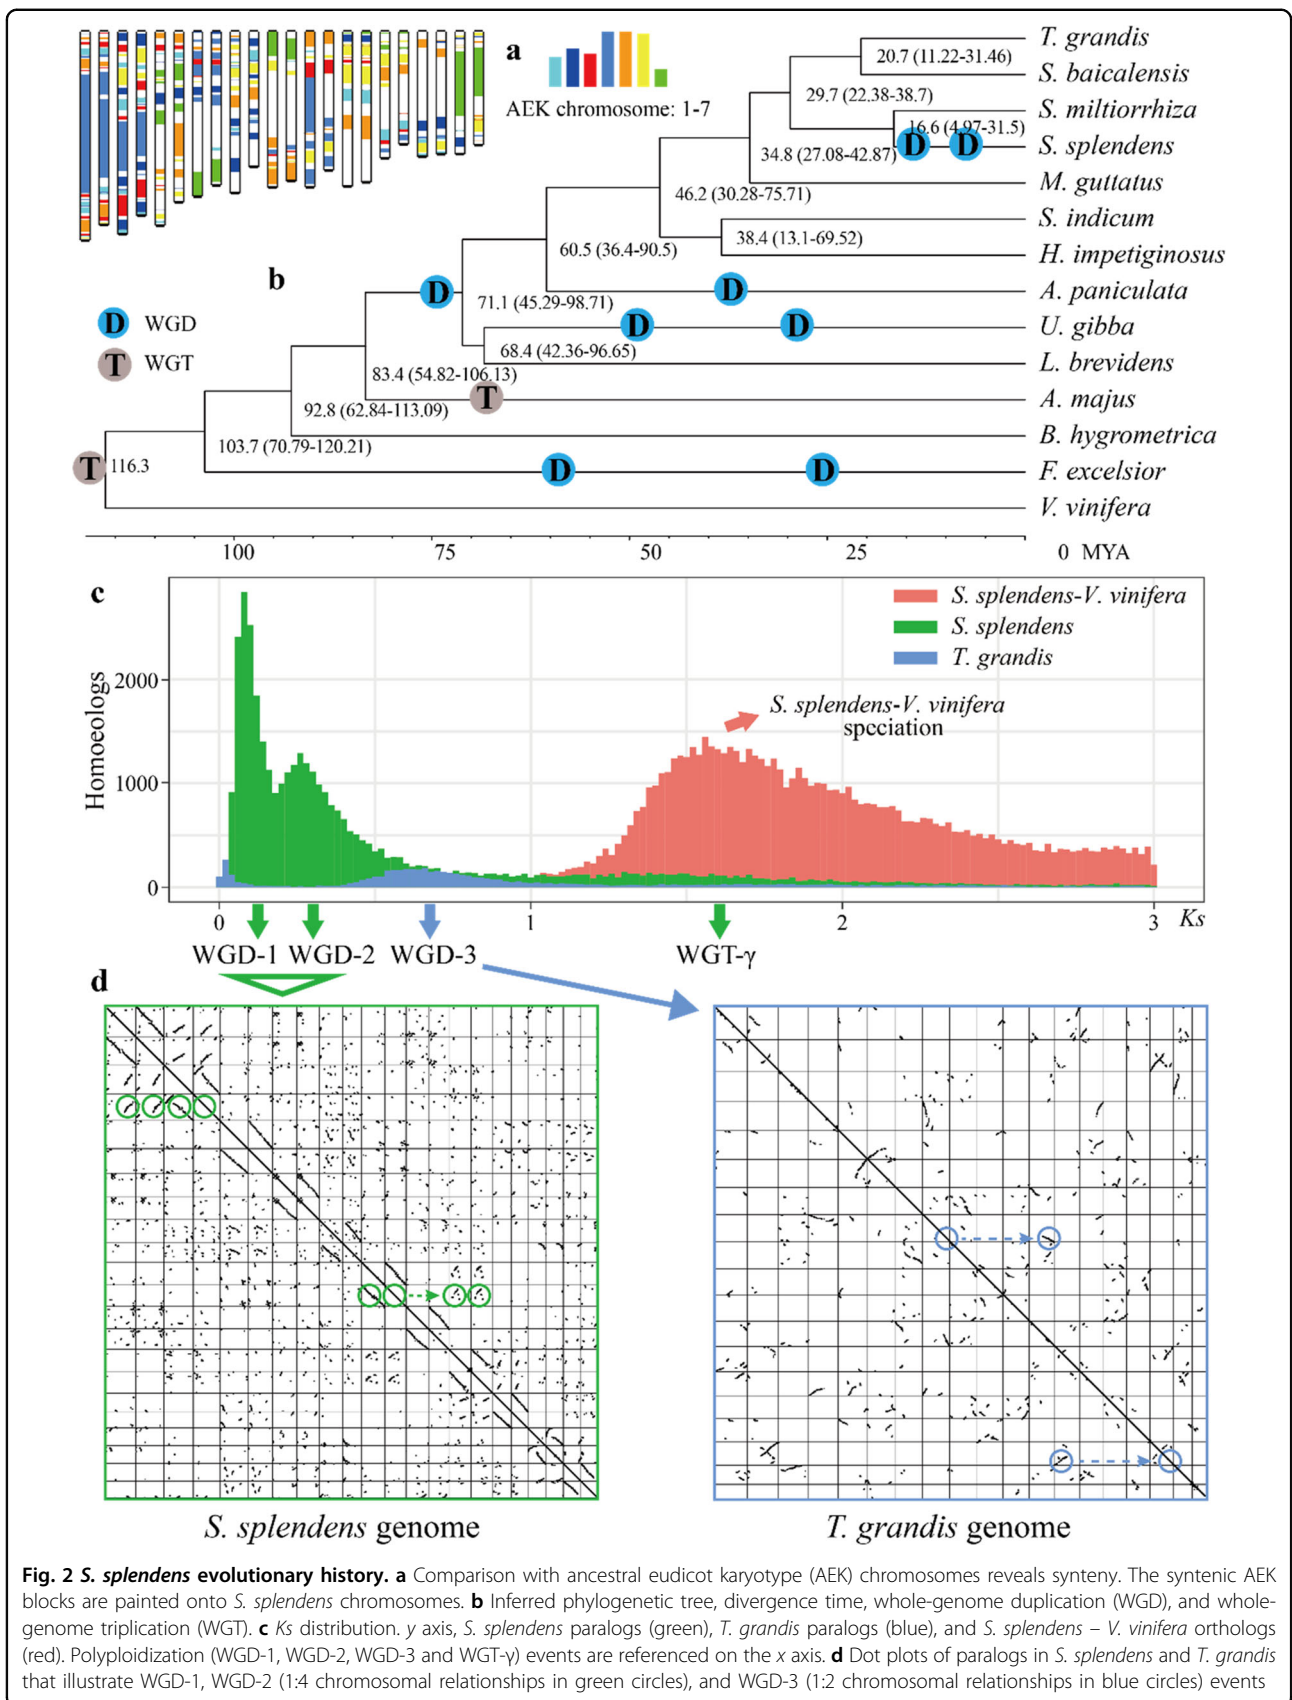 a
AEK chromosome: 1-7
b
D WGD
T WGT
T. grandis
S. baicalensis
S. miltiorrhiza
S. splendens
M. guttatus
S. indicum
H. impetiginosus
A. paniculata
U. gibba
L. brevidens
A. majus
B. hygrometrica
F. excelsior
V. vinifera
20.7 (11.22-31.46)
29.7 (22.38-38.7)
16.6 (4.97-31.5)
D D
34.8 (27.08-42.87)
46.2 (30.28-75.71)
38.4 (13.1-69.52)
60.5 (36.4-90.5)
D D
71.1 (45.29-98.71)
D D
68.4 (42.36-96.65)
83.4 (54.82-106.13)
T
92.8 (62.84-113.09)
103.7 (70.79-120.21)
T 116.3
D D
100 75 50 25 0 MYA
c
S. splendens-V. vinifera
S. splendens
T. grandis
Homoeologs
2000
1000
0
S. splendens-V. vinifera
speciation
0 1 2 3 Ks
WGD-1 WGD-2 WGD-3 WGT-γ
d
S. splendens genome T. grandis genome
Fig. 2 S. splendens evolutionary history. a Comparison with ancestral eudicot karyotype (AEK) chromosomes reveals synteny. The syntenic AEK
blocks are painted onto S. splendens chromosomes. b Inferred phylogenetic tree, divergence time, whole-genome duplication (WGD), and whole-
genome triplication (WGT). c Ks distribution. y axis, S. splendens paralogs (green), T. grandis paralogs (blue), and S. splendens – V. vinifera orthologs
(red). Polyploidization (WGD-1, WGD-2, WGD-3 and WGT-γ) events are referenced on the x axis. d Dot plots of paralogs in S. splendens and T. grandis
that illustrate WGD-1, WGD-2 (1:4 chromosomal relationships in green circles), and WGD-3 (1:2 chromosomal relationships in blue circles) events